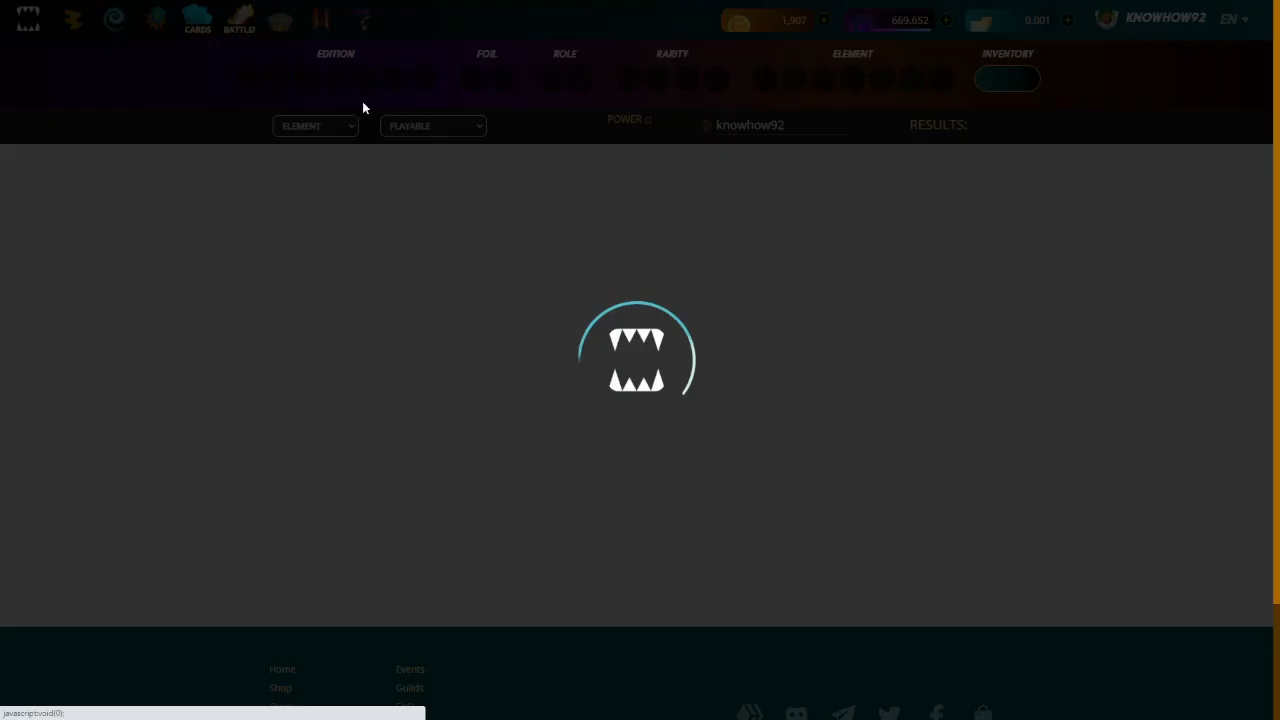 CARDS BATTLE! 1,907 669.652 0.001 KNOWHOW92 EN
EDITION FOIL ROLE RARITY ELEMENT INVENTORY
ELEMENT PLAYABLE POWER knowhow92 RESULTS:
Home Events
Shop Guilds
javascript:void(0);